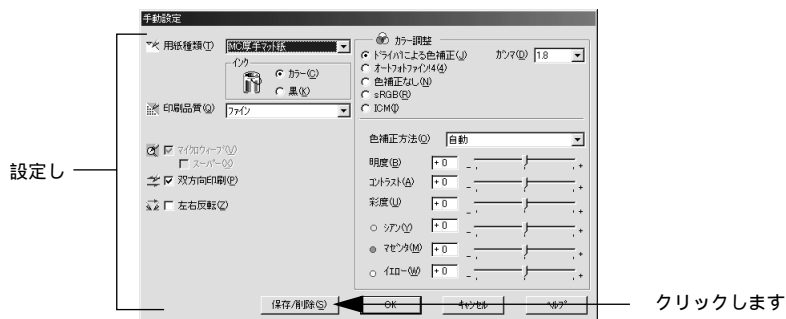 手動設定
用紙種類(T) MC厚手マット紙
インク
カラー(C)
黒(K)
印刷品質(Q) ファイン
マイクロウィーブ(V)
スーパー(X)
双方向印刷(P)
左右反転(Z)
カラー調整
ドライバによる色補正(J) ガンマ(D) 1.8
オートフォトファイン!4(4)
色補正なし(N)
sRGB(R)
ICM(I)
色補正方法(O) 自動
明度(B) +0 - +
コントラスト(A) +0 - +
彩度(U) +0 - +
シアン(Y) +0 - +
マゼンタ(M) +0 - +
イエロー(W) +0 - +
保存/削除(S) OK キャンセル ヘルプ
設定し
クリックします